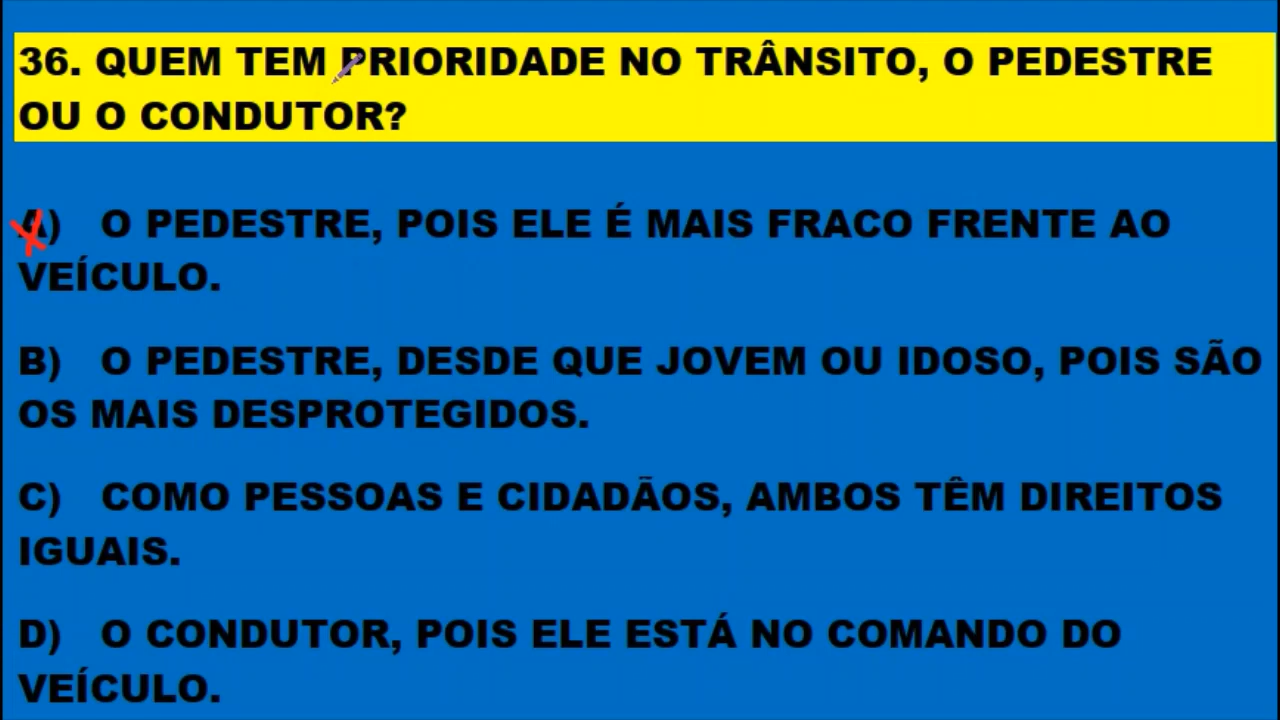 36. QUEM TEM PRIORIDADE NO TRÂNSITO, O PEDESTRE
OU O CONDUTOR?
A) O PEDESTRE, POIS ELE É MAIS FRACO FRENTE AO
VEÍCULO.
B) O PEDESTRE, DESDE QUE JOVEM OU IDOSO, POIS SÃO
OS MAIS DESPROTEGIDOS.
C) COMO PESSOAS E CIDADÃOS, AMBOS TÊM DIREITOS
IGUAIS.
D) O CONDUTOR, POIS ELE ESTÁ NO COMANDO DO
VEÍCULO.